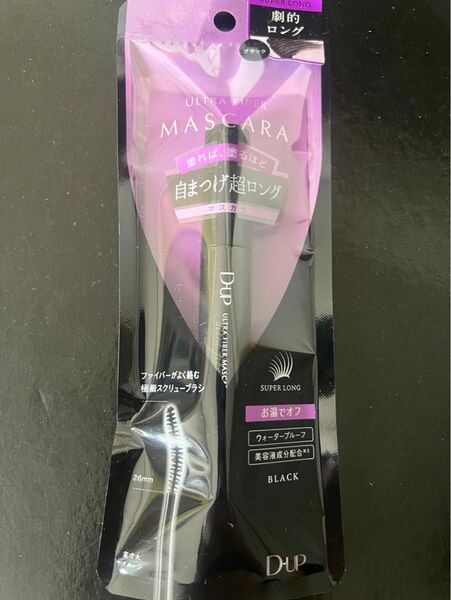 SUPER LONG
劇的
ロング
ブラック
ULTRA FIBER
MASCARA
塗れば、塗るほど
自まつげ超ロング
マスカラ
D-UP
ULTRA FIBER MASC
ファイバーがよく絡む
極細スクリューブラシ
26mm
SUPER LONG
お湯でオフ
ウォータープルーフ
美容液成分配合※3
BLACK
D-UP